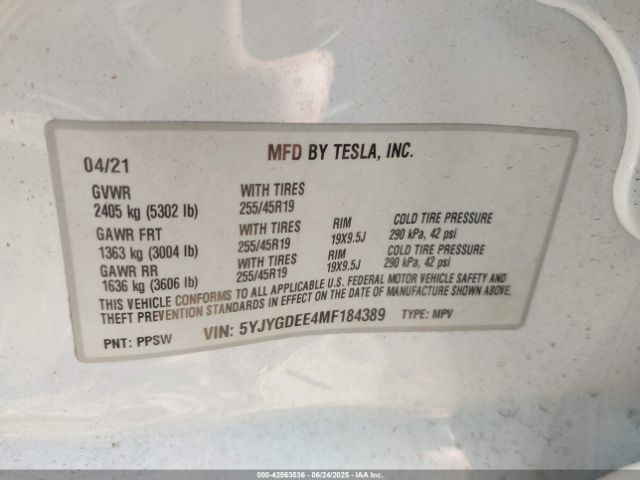 04/21
MFD BY TESLA, INC.
GVWR
2405 kg (5302 lb)
WITH TIRES
255/45R19
GAWR FRT
1363 kg (3004 lb)
WITH TIRES
255/45R19
RIM
19X9.5J
COLD TIRE PRESSURE
290 kPa, 42 psi
GAWR RR
1636 kg (3606 lb)
WITH TIRES
255/45R19
RIM
19X9.5J
COLD TIRE PRESSURE
290 kPa, 42 psi
THIS VEHICLE CONFORMS TO ALL APPLICABLE U.S. FEDERAL MOTOR VEHICLE SAFETY AND
THEFT PREVENTION STANDARDS IN EFFECT ON THE DATE OF MANUFACTURE SHOWN ABOVE.
PNT: PPSW
VIN: 5YJYGDEE4MF184389
TYPE: MPV
000-42563536 - 06/24/2025 - © IAA Inc.